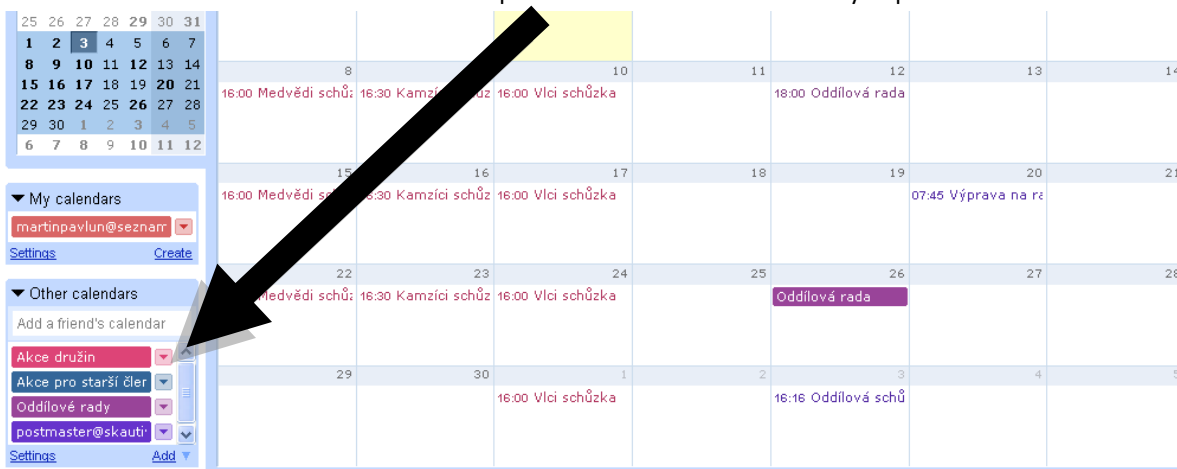 25 26 27 28 29 30 31
1 2 3 4 5 6 7
8 9 10 11 12 13 14
15 16 17 18 19 20 21
22 23 24 25 26 27 28
29 30 1 2 3 4 5
6 7 8 9 10 11 12
My calendars
martinpavlun@seznam
Settings Create
Other calendars
Add a friend's calendar
Akce družin
Akce pro starší člen
Oddílové rady
postmaster@skauti
Settings Add
8 10 11 12 13 14
16:00 Medvědi schůz 16:30 Kamzíci schůz 16:00 Vlci schůzka 18:00 Oddílová rada
15 16 17 18 19 20 21
16:00 Medvědi schůz 16:30 Kamzíci schůz 16:00 Vlci schůzka 07:45 Výprava na ra
22 23 24 25 26 27 28
Medvědi schůz 16:30 Kamzíci schůz 16:00 Vlci schůzka Oddílová rada
29 30 1 2 3 4 5
16:00 Vlci schůzka 16:16 Oddílová schů